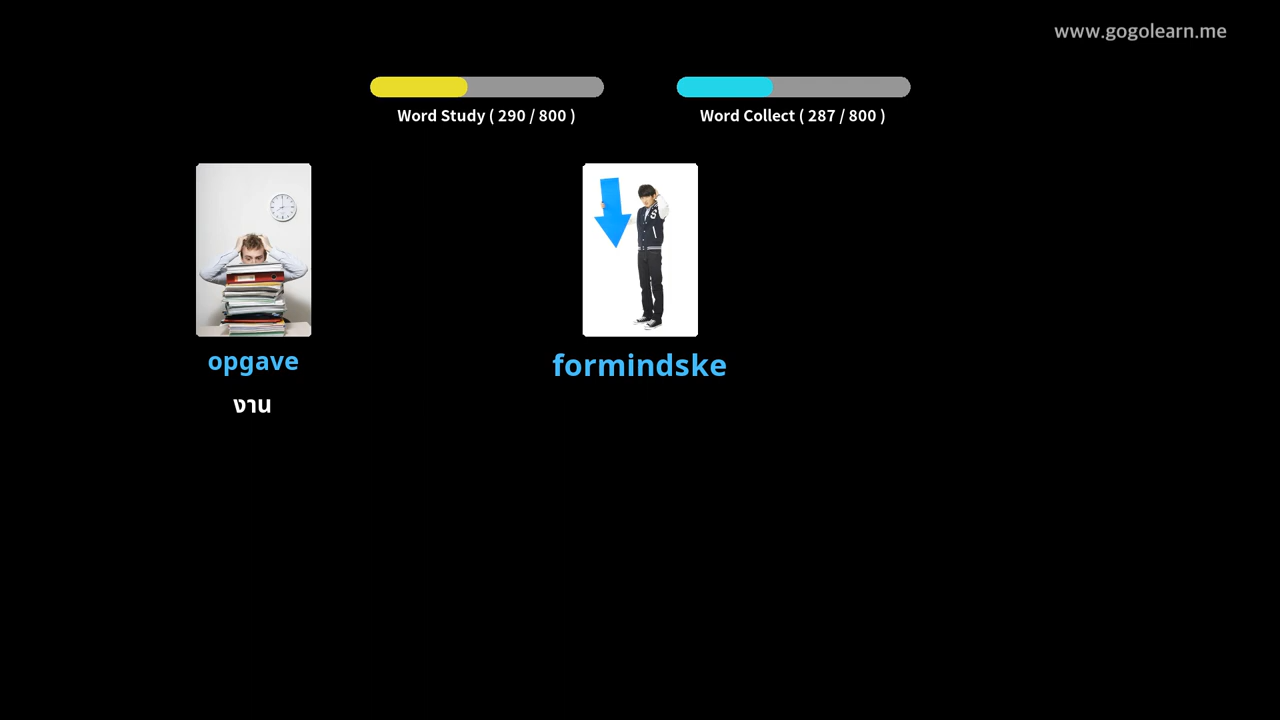 www.gogolearn.me
Word Study ( 290 / 800 )
Word Collect ( 287 / 800 )
opgave
งาน
formindske